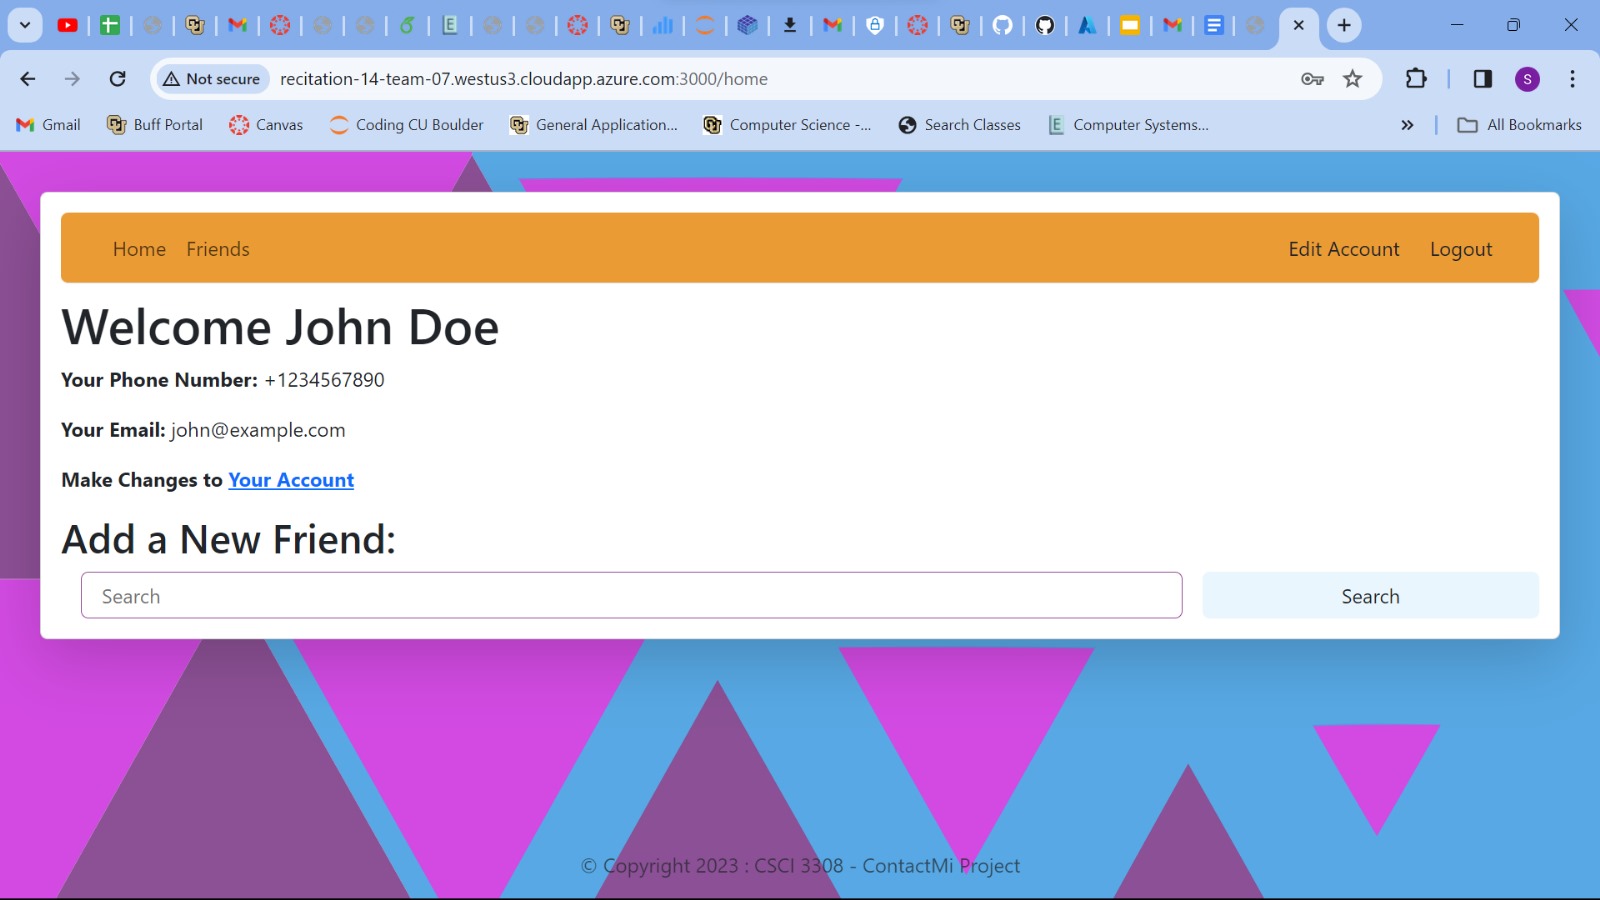 Not secure
recitation-14-team-07.westus3.cloudapp.azure.com:3000/home
S
Gmail
Buff Portal
Canvas
Coding CU Boulder
General Application...
Computer Science -...
Search Classes
Computer Systems...
All Bookmarks
Home
Friends
Edit Account
Logout
Welcome John Doe
Your Phone Number: +1234567890
Your Email: john@example.com
Make Changes to Your Account
Add a New Friend:
Search
Search
© Copyright 2023 : CSCI 3308 - ContactMi Project